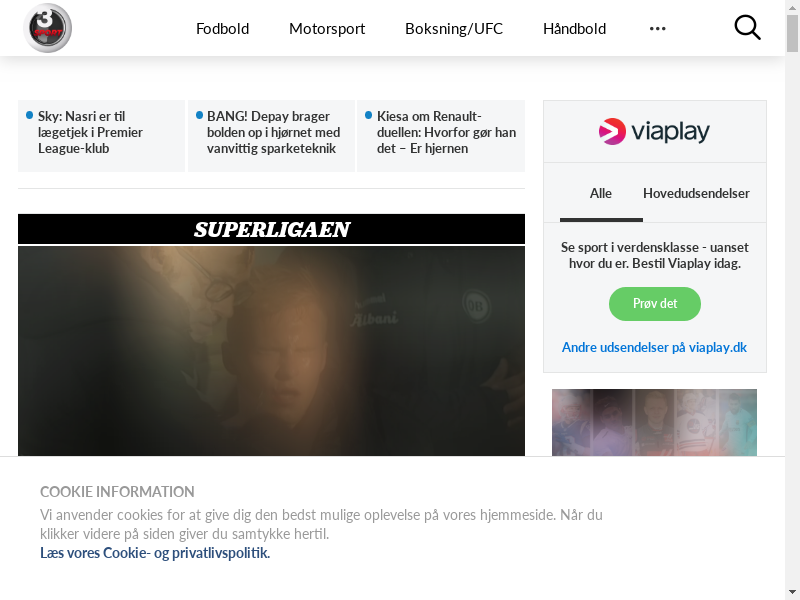 3
SPORT
Fodbold
Motorsport
Boksning/UFC
Håndbold
Sky: Nasri er til
lægetjek i Premier
League-klub
BANG! Depay brager
bolden op i hjørnet med
vanvittig sparketeknik
Kiesa om Renault-
duellen: Hvorfor gør han
det – Er hjernen
viaplay
Alle
Hovedudsendelser
Se sport i verdensklasse - uanset
hvor du er. Bestil Viaplay idag.
Prøv det
Andre udsendelser på viaplay.dk
SUPERLIGAEN
Albani
OB
COOKIE INFORMATION
Vi anvender cookies for at give dig den bedst mulige oplevelse på vores hjemmeside. Når du
klikker videre på siden giver du samtykke hertil.
Læs vores Cookie- og privatlivspolitik.